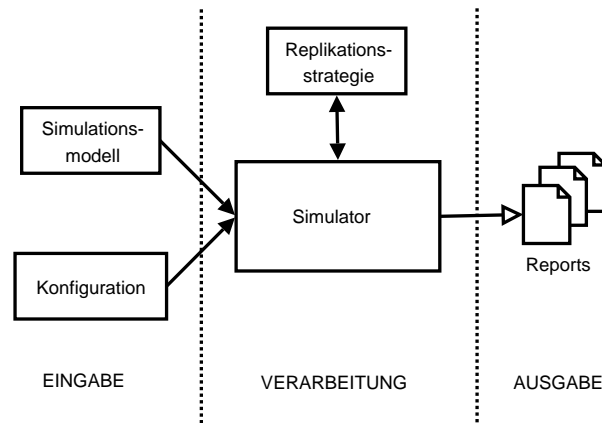 Replikations-
strategie
Simulations-
modell
Simulator
Konfiguration
Reports
EINGABE
VERARBEITUNG
AUSGABE